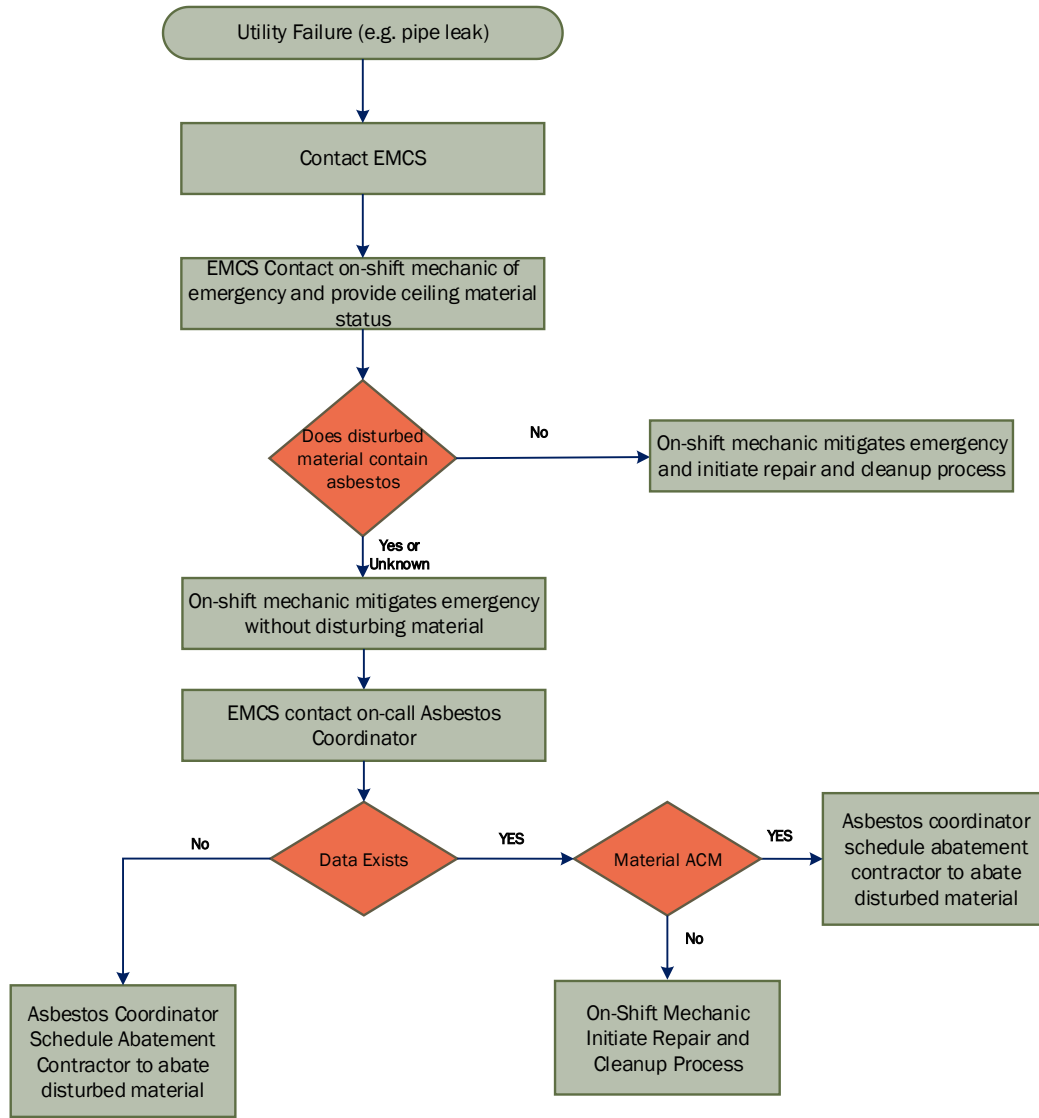 Utility Failure (e.g. pipe leak)
Contact EMCS
EMCS Contact on-shift mechanic of
emergency and provide ceiling material
status
Does disturbed
material contain
asbestos
No
On-shift mechanic mitigates emergency
and initiate repair and cleanup process
Yes or
Unknown
On-shift mechanic mitigates emergency
without disturbing material
EMCS contact on-call Asbestos
Coordinator
Data Exists
No
YES
Material ACM
YES
Asbestos coordinator
schedule abatement
contractor to abate
disturbed material
No
Asbestos Coordinator
Schedule Abatement
Contractor to abate
disturbed material
On-Shift Mechanic
Initiate Repair and
Cleanup Process